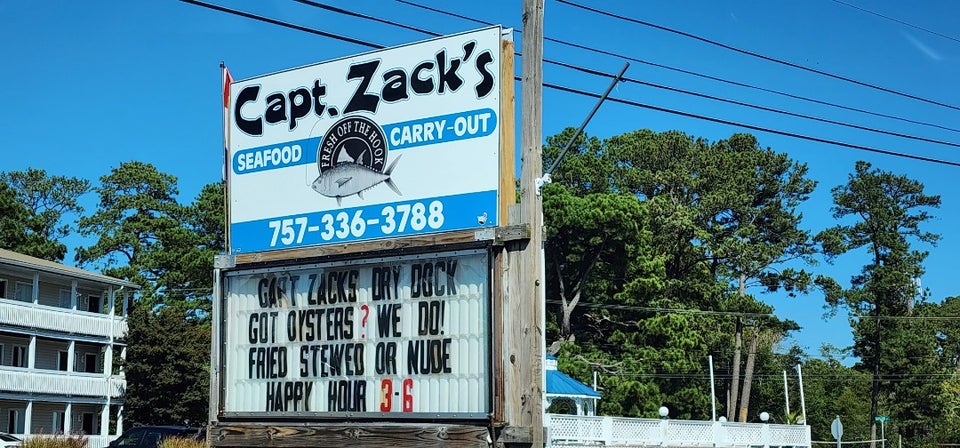 Capt. Zack's
SEAFOOD
FRESH OFF THE HOOK
CARRY-OUT
757-336-3788
CAPT ZACKS DRY DOCK
GOT OYSTERS? WE DO!
FRIED STEWED OR NUDE
HAPPY HOUR 3-6